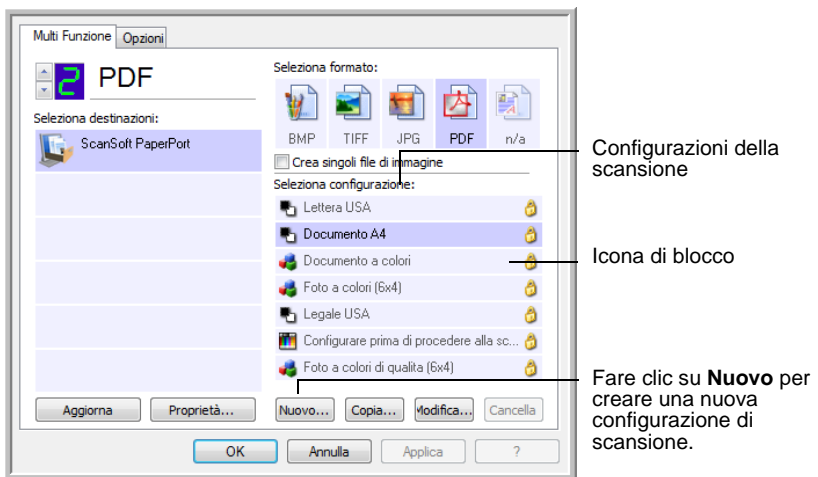 Multi Funzione Opzioni
2 PDF
Seleziona destinazioni:
ScanSoft PaperPort
Aggiorna Proprietà...
Seleziona formato:
BMP TIFF JPG PDF n/a
Crea singoli file di immagine
Seleziona configurazione:
Lettera USA
Documento A4
Documento a colori
Foto a colori (6x4)
Legale USA
Configurare prima di procedere alla sc...
Foto a colori di qualita (6x4)
Nuovo... Copia... Modifica... Cancella
OK Annulla Applica ?
Configurazioni della
scansione
Icona di blocco
Fare clic su Nuovo per
creare una nuova
configurazione di
scansione.